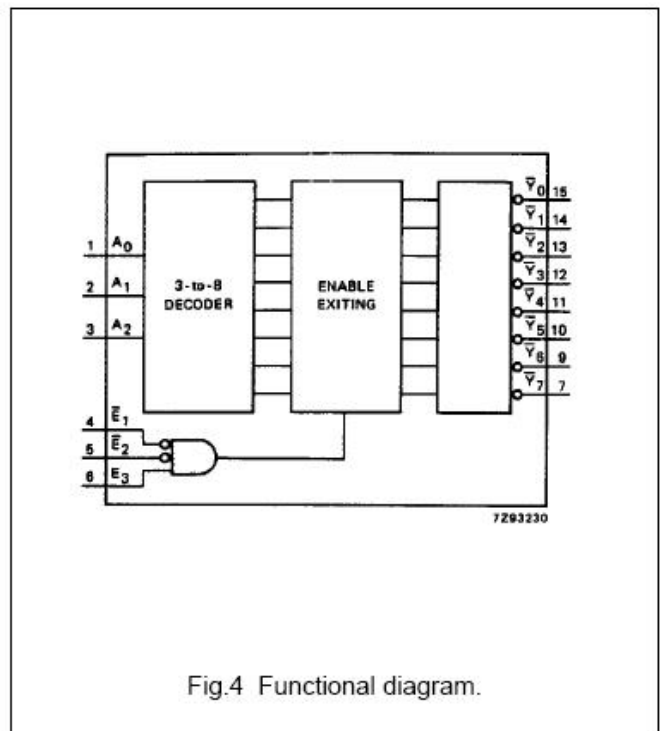 1 A0
2 A1
3 A2
4 E̅1
5 E̅2
6 E3
3-to-8
DECODER
ENABLE
EXITING
Y̅0 15
Y̅1 14
Y̅2 13
Y̅3 12
Y̅4 11
Y̅5 10
Y̅6 9
Y̅7 7
7Z93230
Fig.4 Functional diagram.